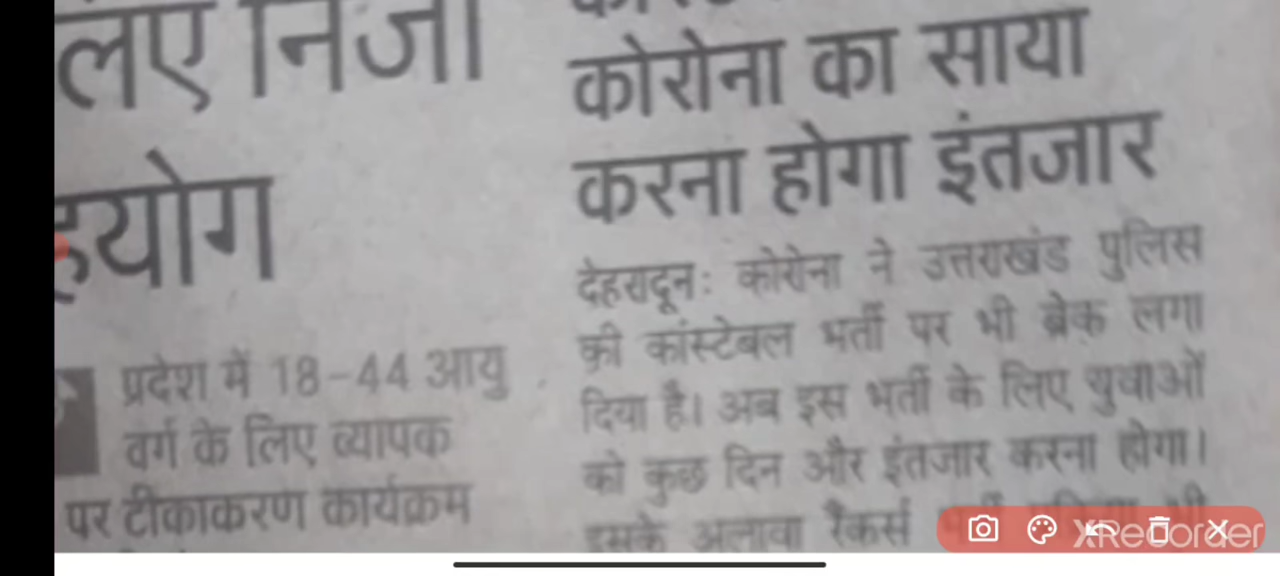 लिए निजी
हयोग
प्रदेश में 18-44 आयु
वर्ग के लिए व्यापक
पर टीकाकरण कार्यक्रम
कोरोना का साया
करना होगा इंतजार
देहरादूनः कोरोना ने उत्तराखंड पुलिस
की कांस्टेबल भर्ती पर भी ब्रेक लगा
दिया है। अब इस भर्ती के लिए युवाओं
को कुछ दिन और इंतजार करना होगा।
इसके अलावा रैंकर्स
XRecorder